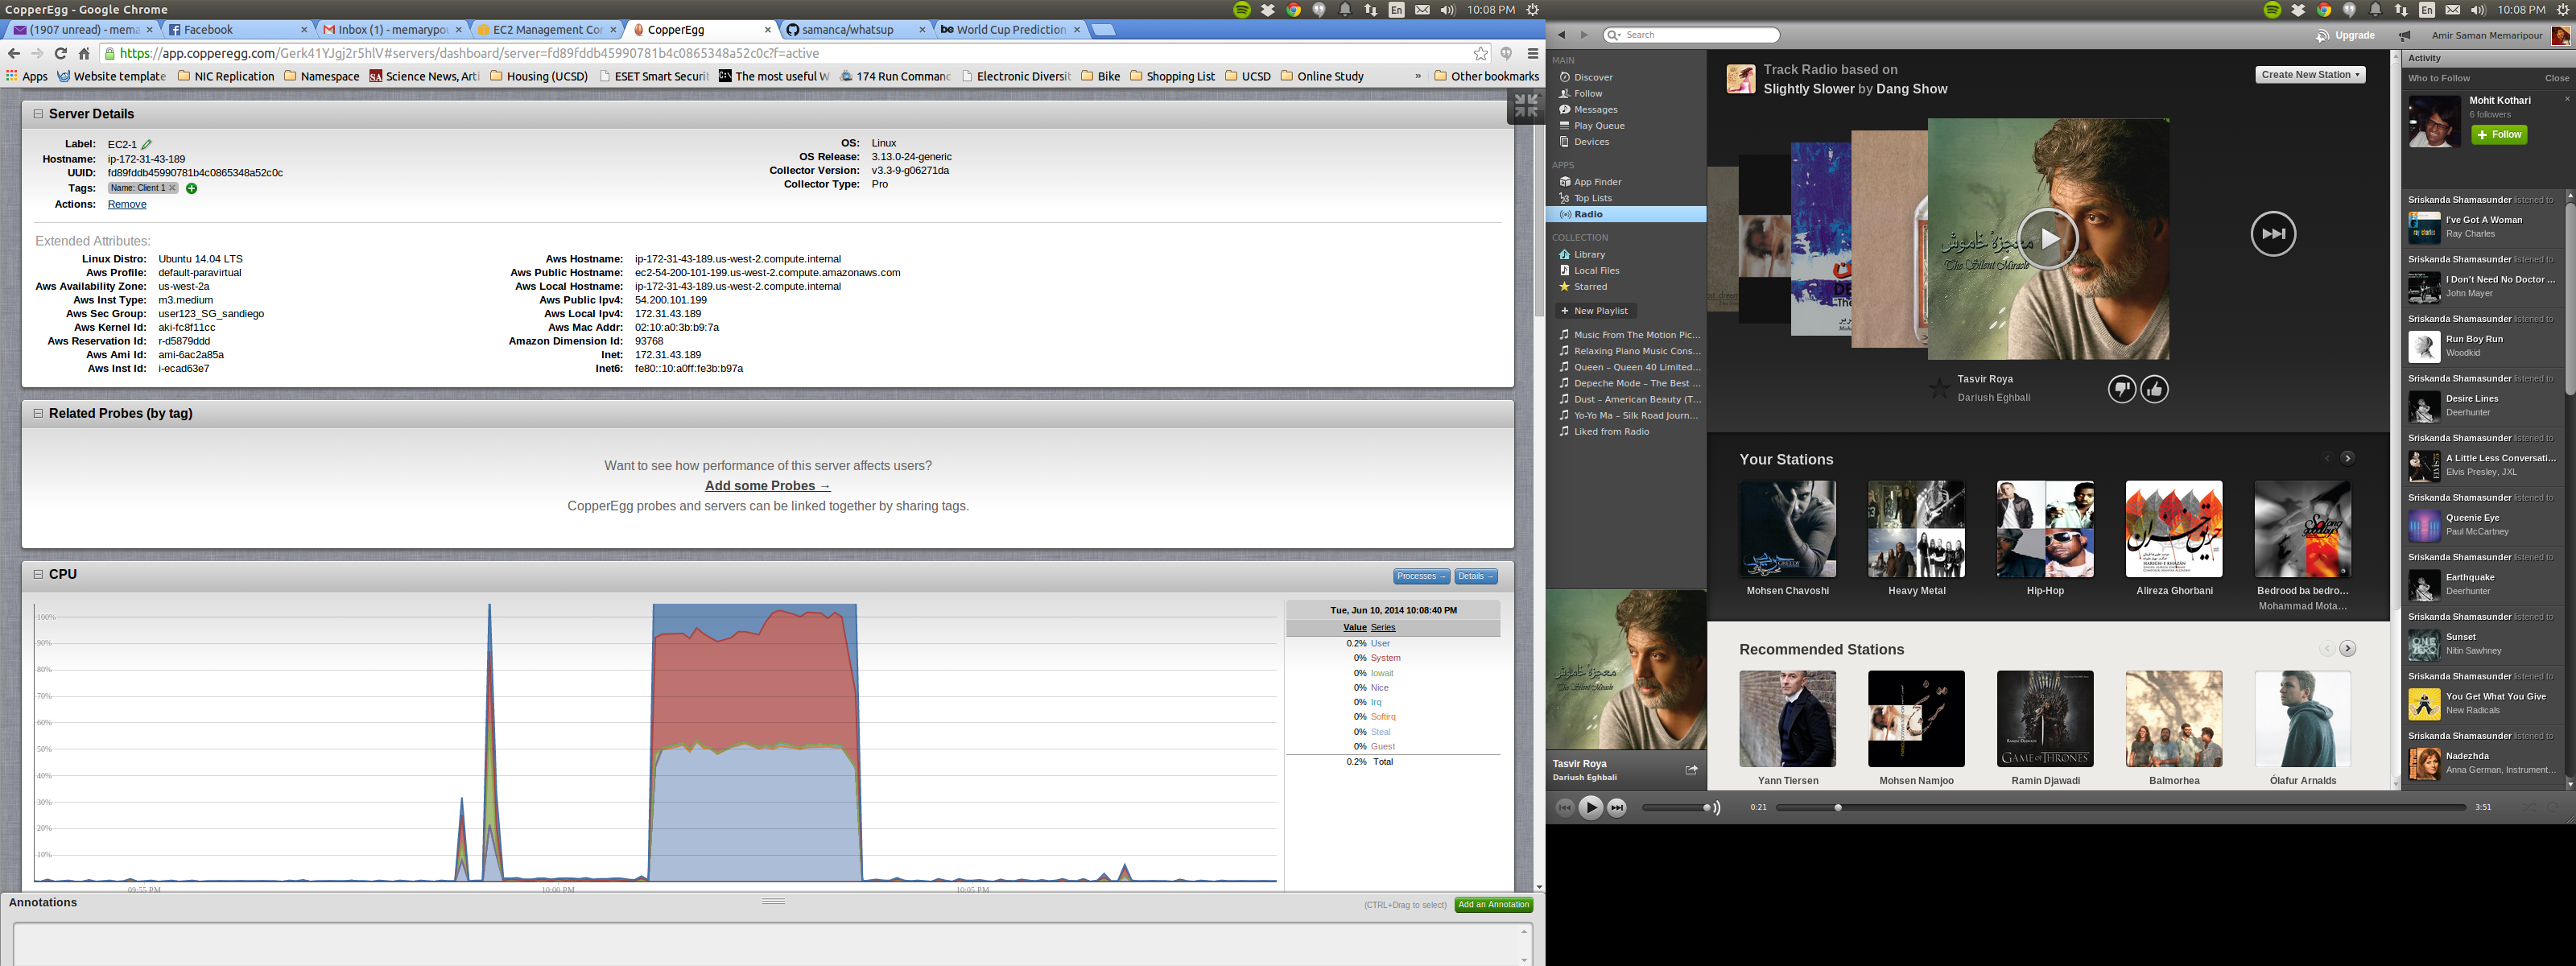 CopperEgg - Google Chrome
En
10:08 PM
(1907 unread) - mema
Facebook
Inbox (1) - memarypou
EC2 Management Con
CopperEgg
samanca/whatsup
World Cup Prediction
https://app.copperegg.com/Gerk41YJgj2r5hlV#servers/dashboard/server=fd89fddb45990781b4c0865348a52c0c?f=active
Apps
Website template
NIC Replication
Namespace
Science News, Arti
Housing (UCSD)
ESET Smart Securit
The most useful W
174 Run Commanc
Electronic Diversit
Bike
Shopping List
UCSD
Online Study
»
Other bookmarks
Server Details
Label: EC2-1
Hostname: ip-172-31-43-189
UUID: fd89fddb45990781b4c0865348a52c0c
Tags: Name: Client 1
Actions: Remove
OS: Linux
OS Release: 3.13.0-24-generic
Collector Version: v3.3-9-g06271da
Collector Type: Pro
Extended Attributes:
Linux Distro: Ubuntu 14.04 LTS
Aws Profile: default-paravirtual
Aws Availability Zone: us-west-2a
Aws Inst Type: m3.medium
Aws Sec Group: user123_SG_sandiego
Aws Kernel Id: aki-fc8f11cc
Aws Reservation Id: r-d5879ddd
Aws Ami Id: ami-6ac2a85a
Aws Inst Id: i-ecad63e7
Aws Hostname: ip-172-31-43-189.us-west-2.compute.internal
Aws Public Hostname: ec2-54-200-101-199.us-west-2.compute.amazonaws.com
Aws Local Hostname: ip-172-31-43-189.us-west-2.compute.internal
Aws Public Ipv4: 54.200.101.199
Aws Local Ipv4: 172.31.43.189
Aws Mac Addr: 02:10:a0:3b:b9:7a
Amazon Dimension Id: 93768
Inet: 172.31.43.189
Inet6: fe80::10:a0ff:fe3b:b97a
Related Probes (by tag)
Want to see how performance of this server affects users?
Add some Probes →
CopperEgg probes and servers can be linked together by sharing tags.
CPU
Processes →
Details →
100%
90%
80%
70%
60%
50%
40%
30%
20%
10%
09:55 PM
10:00 PM
10:05 PM
Tue, Jun 10, 2014 10:08:40 PM
Value Series
0.2% User
0% System
0% Iowait
0% Nice
0% Irq
0% Softirq
0% Steal
0% Guest
0.2% Total
Annotations
(CTRL+Drag to select)
Add an Annotation
En
10:08 PM
Search
Upgrade
Amir Saman Memaripour
MAIN
Discover
Follow
Messages
Play Queue
Devices
APPS
App Finder
Top Lists
Radio
COLLECTION
Library
Local Files
Starred
New Playlist
Music From The Motion Pic...
Relaxing Piano Music Cons...
Queen – Queen 40 Limited...
Depeche Mode – The Best ...
Dust – American Beauty (T...
Yo-Yo Ma – Silk Road Journ...
Liked from Radio
Tasvir Roya
Dariush Eghbali
Track Radio based on
Slightly Slower by Dang Show
Create New Station
معجزه خاموش
The Silent Miracle
Tasvir Roya
Dariush Eghbali
Your Stations
Mohsen Chavoshi
Heavy Metal
Hip-Hop
Alireza Ghorbani
Bedrood ba bedro...
Mohammad Mota...
Recommended Stations
GAME OF THRONES
Yann Tiersen
Mohsen Namjoo
Ramin Djawadi
Balmorhea
Ólafur Arnalds
0:21
3:51
Activity
Who to Follow
Close
Mohit Kothari
6 followers
Follow
Sriskanda Shamasunder listened to
I've Got A Woman
Ray Charles
Sriskanda Shamasunder listened to
I Don't Need No Doctor ...
John Mayer
Sriskanda Shamasunder listened to
Run Boy Run
Woodkid
Sriskanda Shamasunder listened to
Desire Lines
Deerhunter
Sriskanda Shamasunder listened to
A Little Less Conversati...
Elvis Presley, JXL
Sriskanda Shamasunder listened to
Queenie Eye
Paul McCartney
Sriskanda Shamasunder listened to
Earthquake
Deerhunter
Sriskanda Shamasunder listened to
Sunset
Nitin Sawhney
Sriskanda Shamasunder listened to
You Get What You Give
New Radicals
Sriskanda Shamasunder listened to
Nadezhda
Anna German, Instrument...